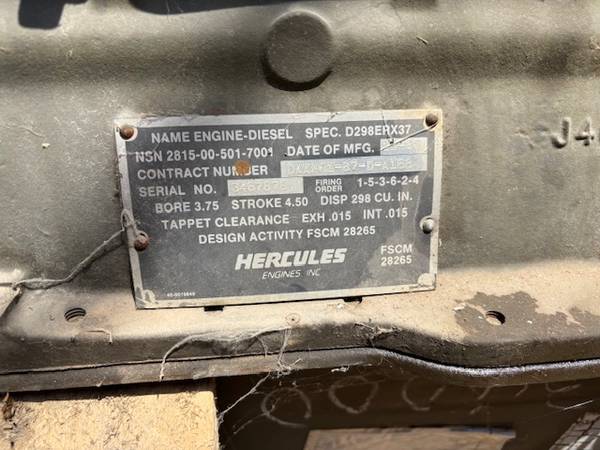 NAME ENGINE-DIESEL SPEC. D298ERX37
NSN 2815-00-501-7001 DATE OF MFG.
CONTRACT NUMBER
SERIAL NO. FIRING ORDER 1-5-3-6-2-4
BORE 3.75 STROKE 4.50 DISP 298 CU. IN.
TAPPET CLEARANCE EXH .015 INT .015
DESIGN ACTIVITY FSCM 28265
HERCULES
ENGINES INC
FSCM
28265